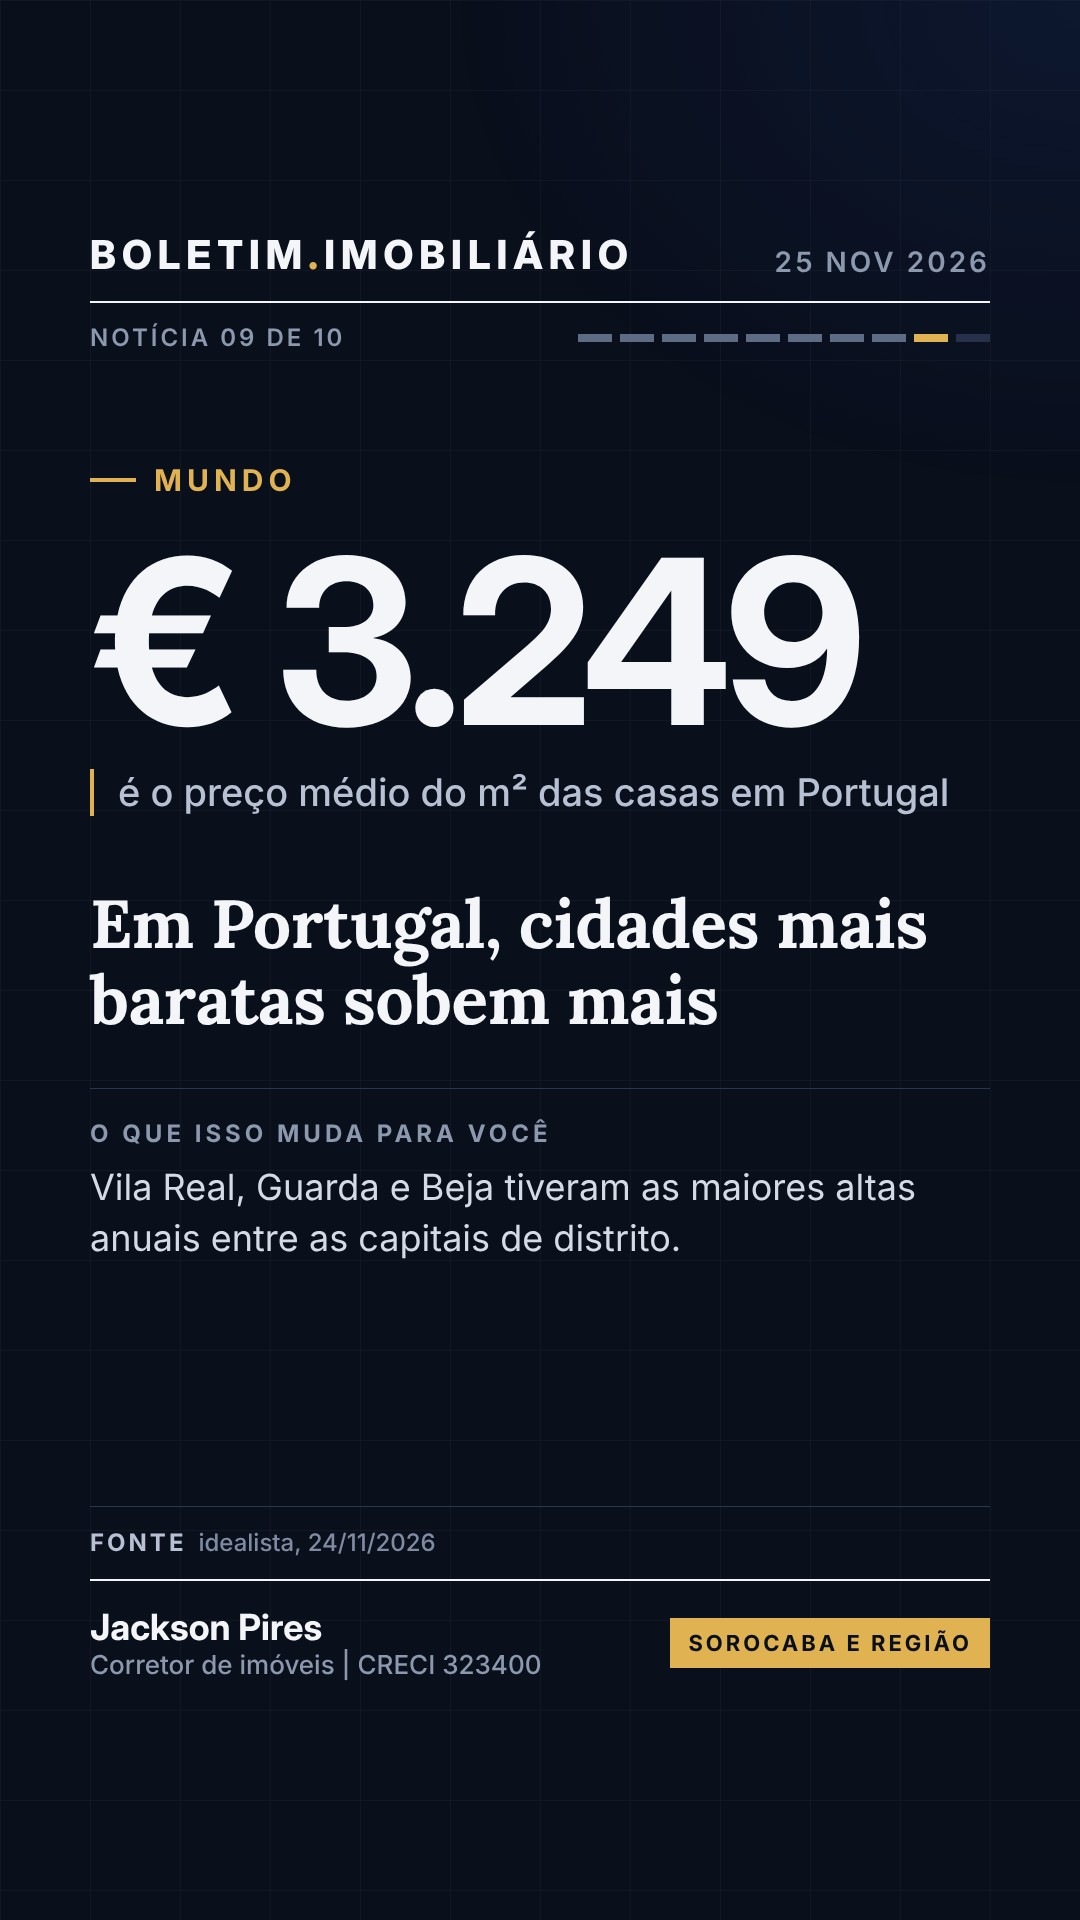 BOLETIM.IMOBILIÁRIO
25 NOV 2026
NOTÍCIA 09 DE 10
MUNDO
€ 3.249
é o preço médio do m² das casas em Portugal
Em Portugal, cidades mais
baratas sobem mais
O QUE ISSO MUDA PARA VOCÊ
Vila Real, Guarda e Beja tiveram as maiores altas
anuais entre as capitais de distrito.
FONTE idealista, 24/11/2026
Jackson Pires
Corretor de imóveis | CRECI 323400
SOROCABA E REGIÃO